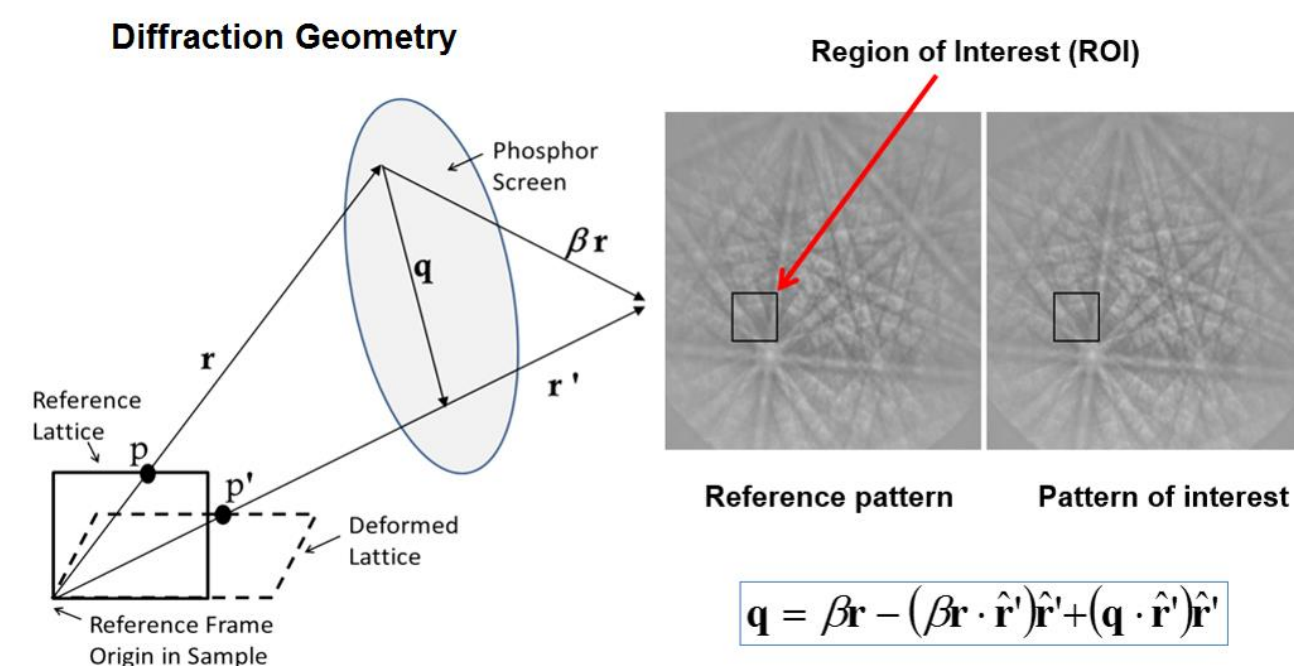 Diffraction Geometry
Phosphor
Screen
βr
q
r
r '
Reference
Lattice
p
p'
Deformed
Lattice
Reference Frame
Origin in Sample
Region of Interest (ROI)
Reference pattern
Pattern of interest
q = βr − (βr · r̂')r̂'+(q · r̂')r̂'